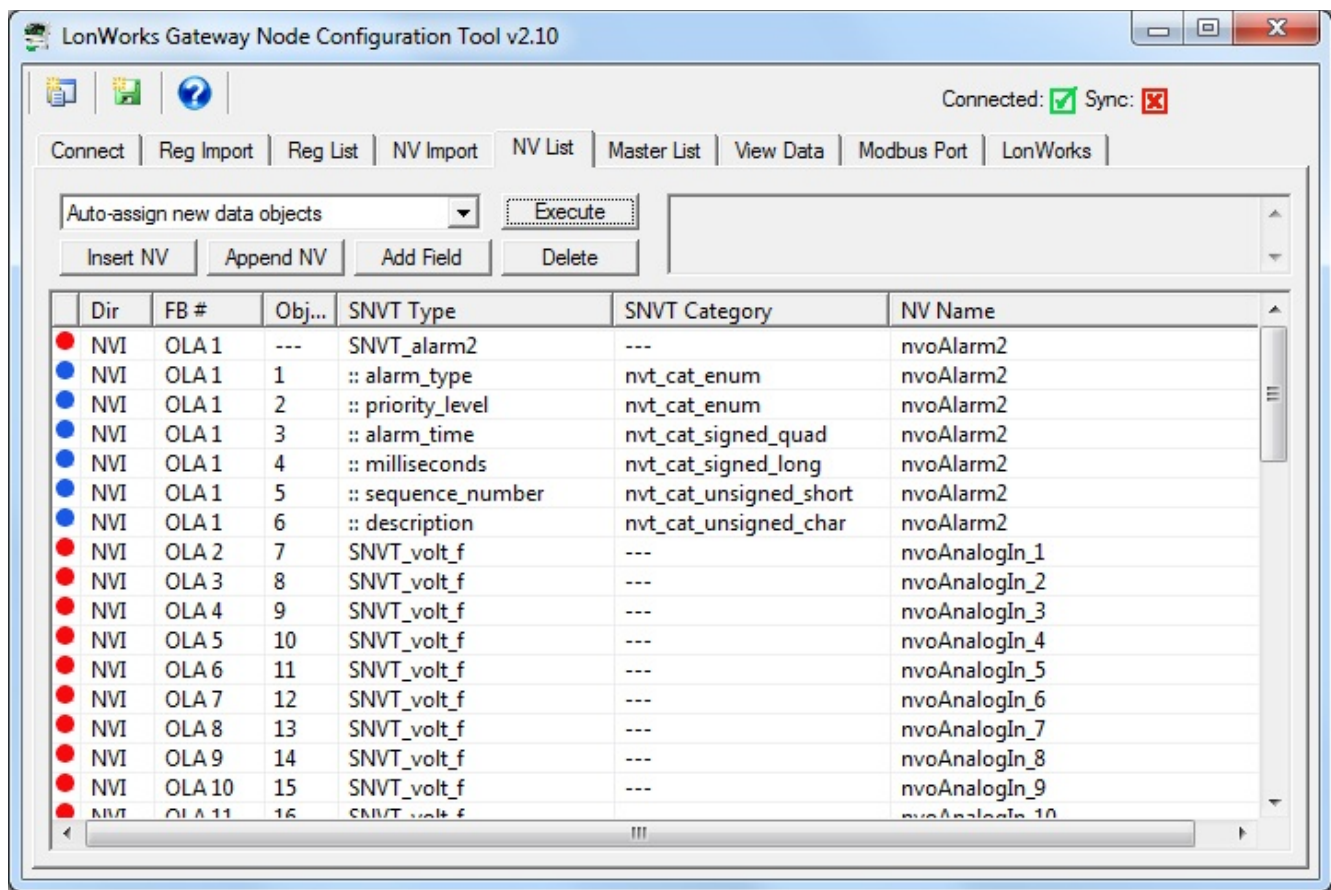 LonWorks Gateway Node Configuration Tool v2.10
Connected: Sync:
Connect Reg Import Reg List NV Import NV List Master List View Data Modbus Port LonWorks
Auto-assign new data objects Execute
Insert NV Append NV Add Field Delete
Dir FB # Obj... SNVT Type SNVT Category NV Name
NVI OLA 1 --- SNVT_alarm2 --- nvoAlarm2
NVI OLA 1 1 :: alarm_type nvt_cat_enum nvoAlarm2
NVI OLA 1 2 :: priority_level nvt_cat_enum nvoAlarm2
NVI OLA 1 3 :: alarm_time nvt_cat_signed_quad nvoAlarm2
NVI OLA 1 4 :: milliseconds nvt_cat_signed_long nvoAlarm2
NVI OLA 1 5 :: sequence_number nvt_cat_unsigned_short nvoAlarm2
NVI OLA 1 6 :: description nvt_cat_unsigned_char nvoAlarm2
NVI OLA 2 7 SNVT_volt_f --- nvoAnalogIn_1
NVI OLA 3 8 SNVT_volt_f --- nvoAnalogIn_2
NVI OLA 4 9 SNVT_volt_f --- nvoAnalogIn_3
NVI OLA 5 10 SNVT_volt_f --- nvoAnalogIn_4
NVI OLA 6 11 SNVT_volt_f --- nvoAnalogIn_5
NVI OLA 7 12 SNVT_volt_f --- nvoAnalogIn_6
NVI OLA 8 13 SNVT_volt_f --- nvoAnalogIn_7
NVI OLA 9 14 SNVT_volt_f --- nvoAnalogIn_8
NVI OLA 10 15 SNVT_volt_f --- nvoAnalogIn_9
NVI OLA 11 16 SNVT_volt_f --- nvoAnalogIn_10